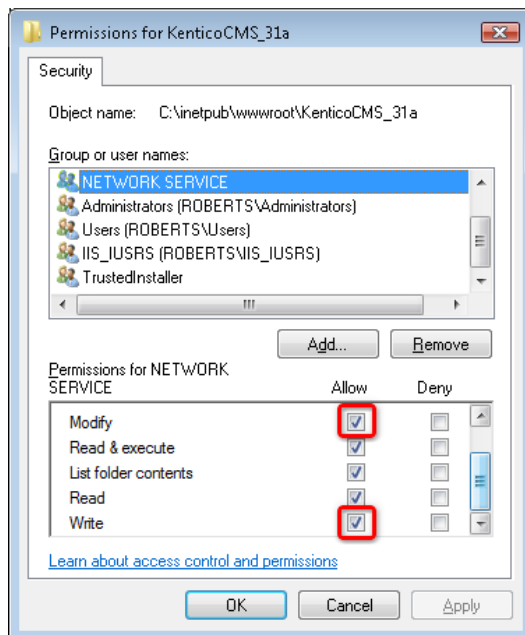 Permissions for KenticoCMS_31a
Security
Object name: C:\inetpub\wwwroot\KenticoCMS_31a
Group or user names:
NETWORK SERVICE
Administrators (ROBERTS\Administrators)
Users (ROBERTS\Users)
IIS_IUSRS (ROBERTS\IIS_IUSRS)
TrustedInstaller
Add... Remove
Permissions for NETWORK
SERVICE Allow Deny
Modify
Read & execute
List folder contents
Read
Write
Learn about access control and permissions
OK Cancel Apply